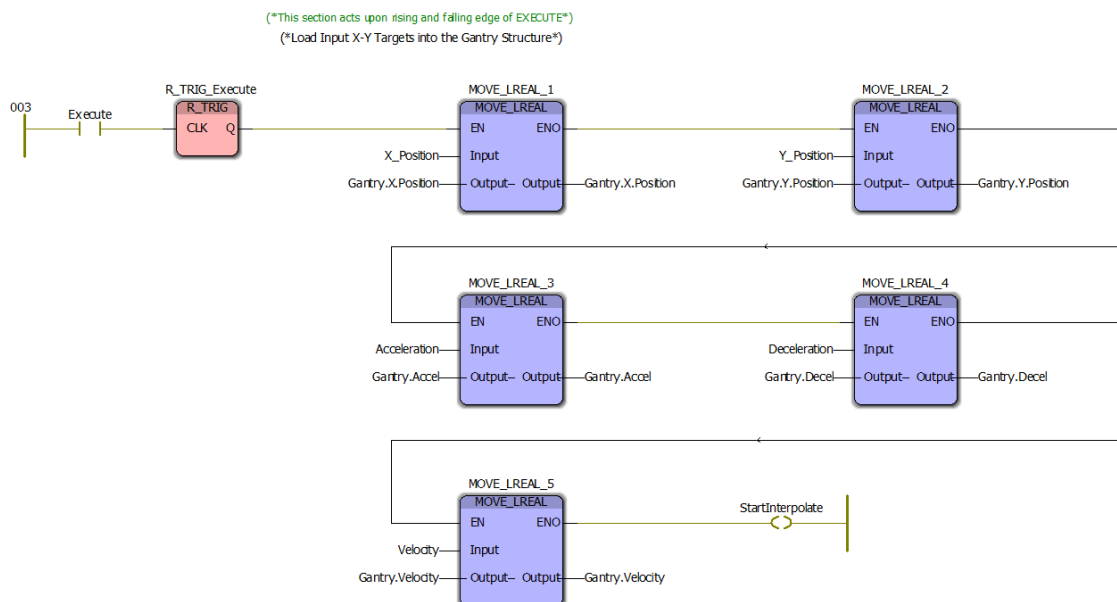 (*This section acts upon rising and falling edge of EXECUTE*)
(*Load Input X-Y Targets into the Gantry Structure*)
R_TRIG_Execute MOVE_LREAL_1 MOVE_LREAL_2
003 Execute R_TRIG MOVE_LREAL MOVE_LREAL
CLK Q EN ENO EN ENO
X_Position Input Y_Position Input
Gantry.X.Position Output Output Gantry.X.Position Gantry.Y.Position Output Output Gantry.Y.Position
MOVE_LREAL_3 MOVE_LREAL_4
MOVE_LREAL MOVE_LREAL
EN ENO EN ENO
Acceleration Input Deceleration Input
Gantry.Accel Output Output Gantry.Accel Gantry.Decel Output Output Gantry.Decel
MOVE_LREAL_5
MOVE_LREAL StartInterpolate
EN ENO
Velocity Input
Gantry.Velocity Output Output Gantry.Velocity